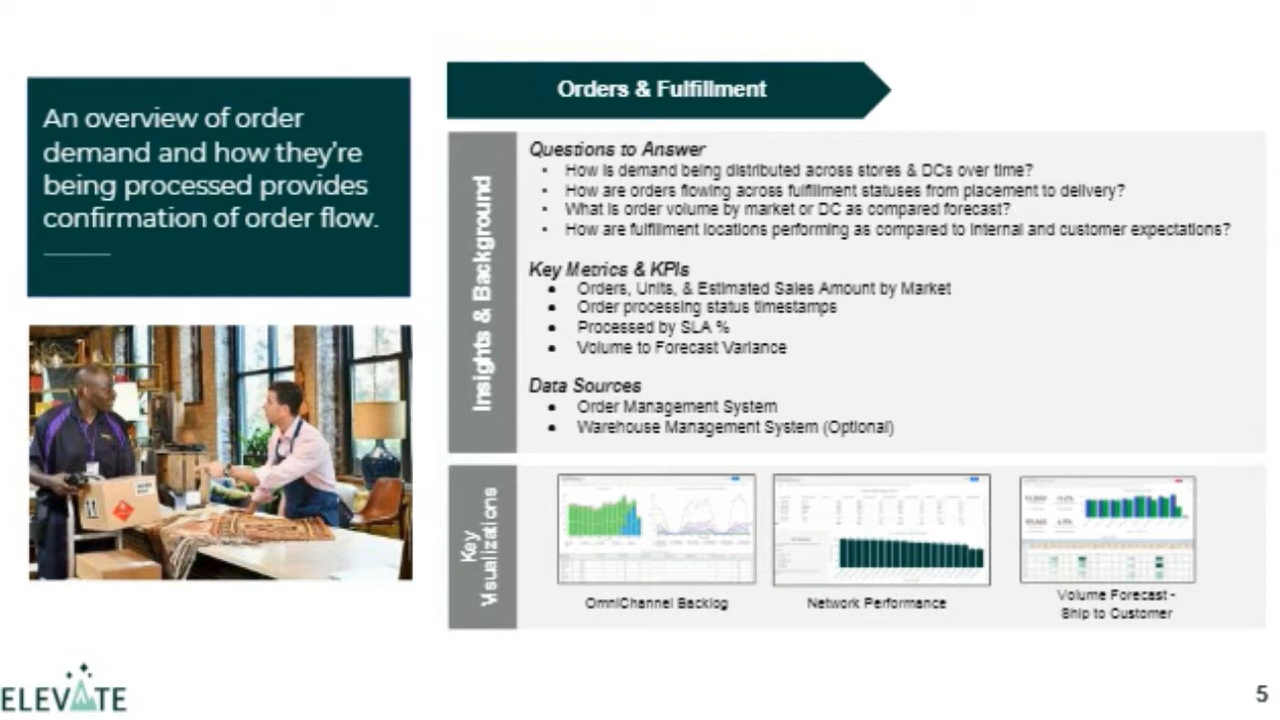 An overview of order
demand and how they're
being processed provides
confirmation of order flow.
Orders & Fulfillment
Insights & Background
Questions to Answer
How is demand being distributed across stores & DCs over time?
How are orders flowing across fulfillment statuses from placement to delivery?
What is order volume by market or DC as compared forecast?
How are fulfillment locations performing as compared to internal and customer expectations?
Key Metrics & KPIs
Orders, Units, & Estimated Sales Amount by Market
Order processing status timestamps
Processed by SLA %
Volume to Forecast Variance
Data Sources
Order Management System
Warehouse Management System (Optional)
Key
Visualizations
OmniChannel Backlog
Network Performance
Volume Forecast -
Ship to Customer
ELEVATE
5